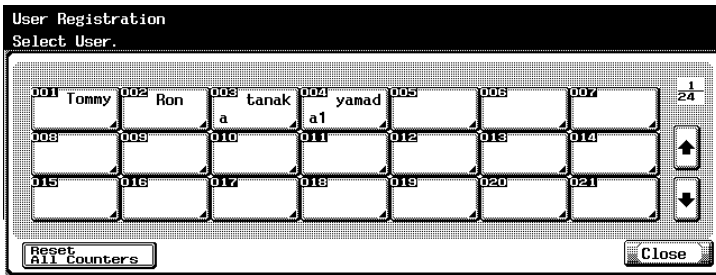 User Registration
Select User.
001 Tommy 002 Ron 003 tanak 004 yamad 005 006 007
a a1
1
24
008 009 010 011 012 013 014
015 016 017 018 019 020 021
Reset
All Counters
Close